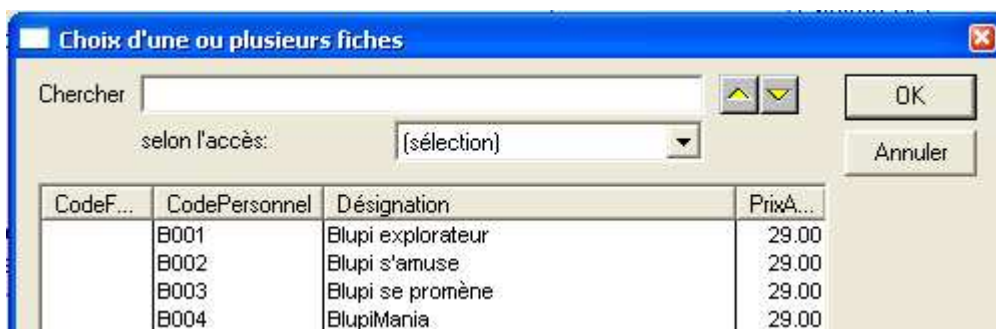 Choix d'une ou plusieurs fiches
Chercher
OK
selon l'accès: (sélection)
Annuler
CodeF... CodePersonnel Désignation PrixA...
B001 Blupi explorateur 29.00
B002 Blupi s'amuse 29.00
B003 Blupi se promène 29.00
B004 BlupiMania 29.00